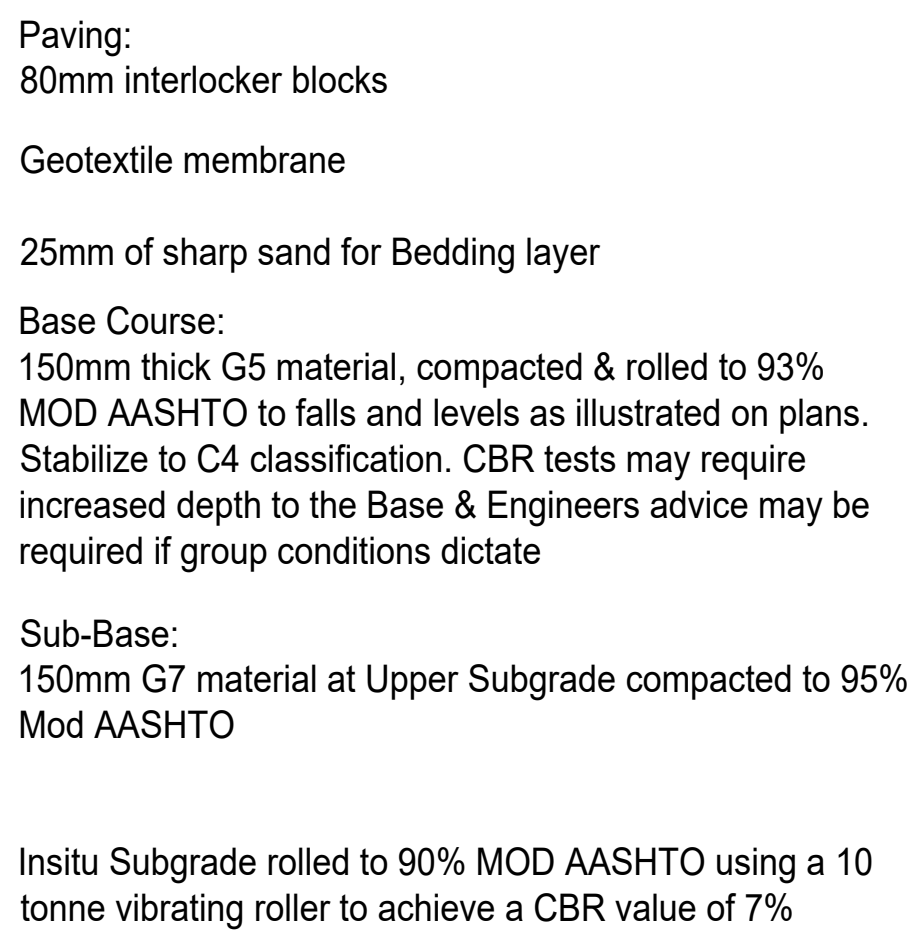 Paving:
80mm interlocker blocks
Geotextile membrane
25mm of sharp sand for Bedding layer
Base Course:
150mm thick G5 material, compacted & rolled to 93%
MOD AASHTO to falls and levels as illustrated on plans.
Stabilize to C4 classification. CBR tests may require
increased depth to the Base & Engineers advice may be
required if group conditions dictate
Sub-Base:
150mm G7 material at Upper Subgrade compacted to 95%
Mod AASHTO
Insitu Subgrade rolled to 90% MOD AASHTO using a 10
tonne vibrating roller to achieve a CBR value of 7%